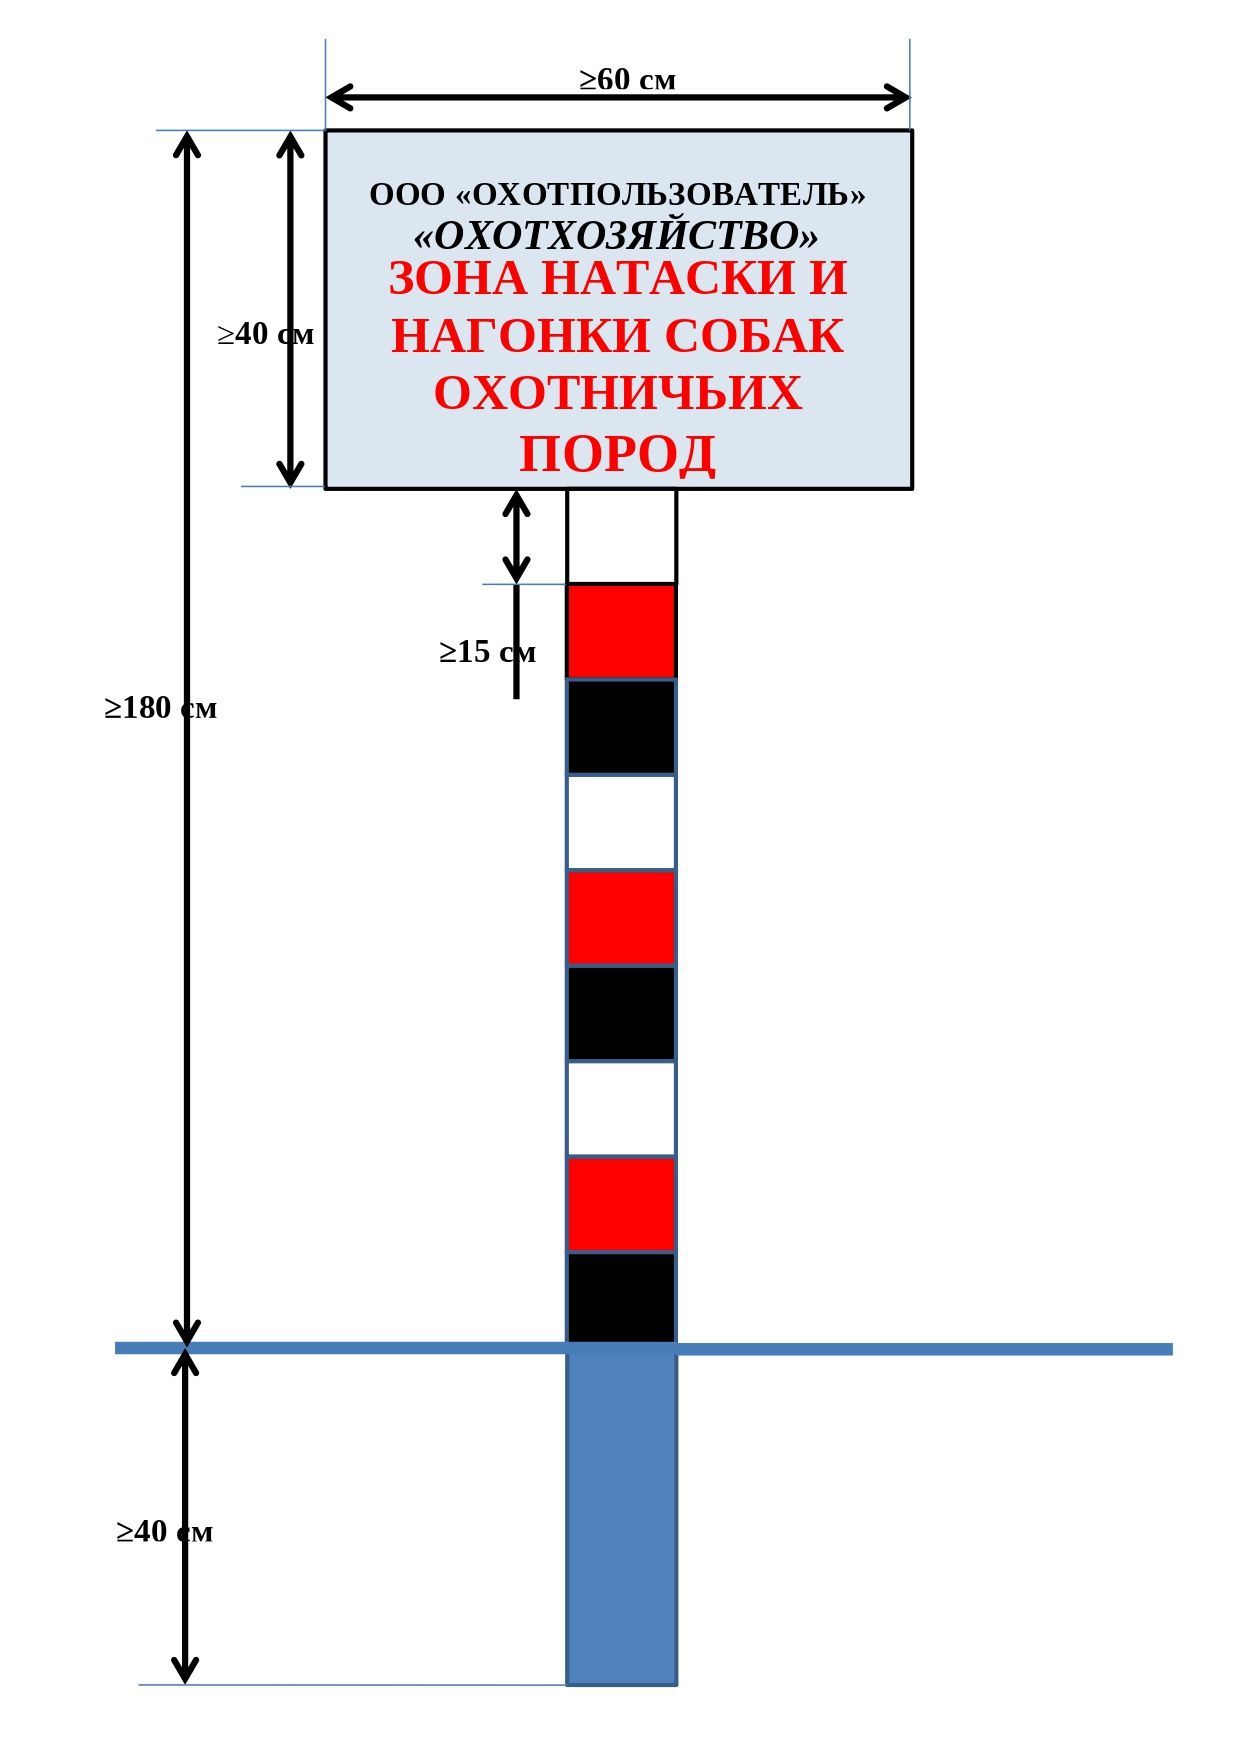 ≥60 см
ООО «ОХОТПОЛЬЗОВАТЕЛЬ»
«ОХОТХОЗЯЙСТВО»
ЗОНА НАТАСКИ И
НАГОНКИ СОБАК
ОХОТНИЧЬИХ
ПОРОД
≥40 см
≥15 см
≥180 см
≥40 см